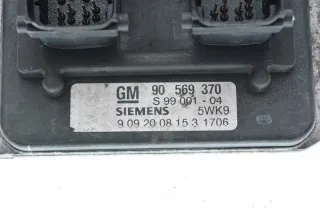 GM 90 569 370
S 99 001 - 04
SIEMENS 5WK9
9 09 20 08 15 3 1706